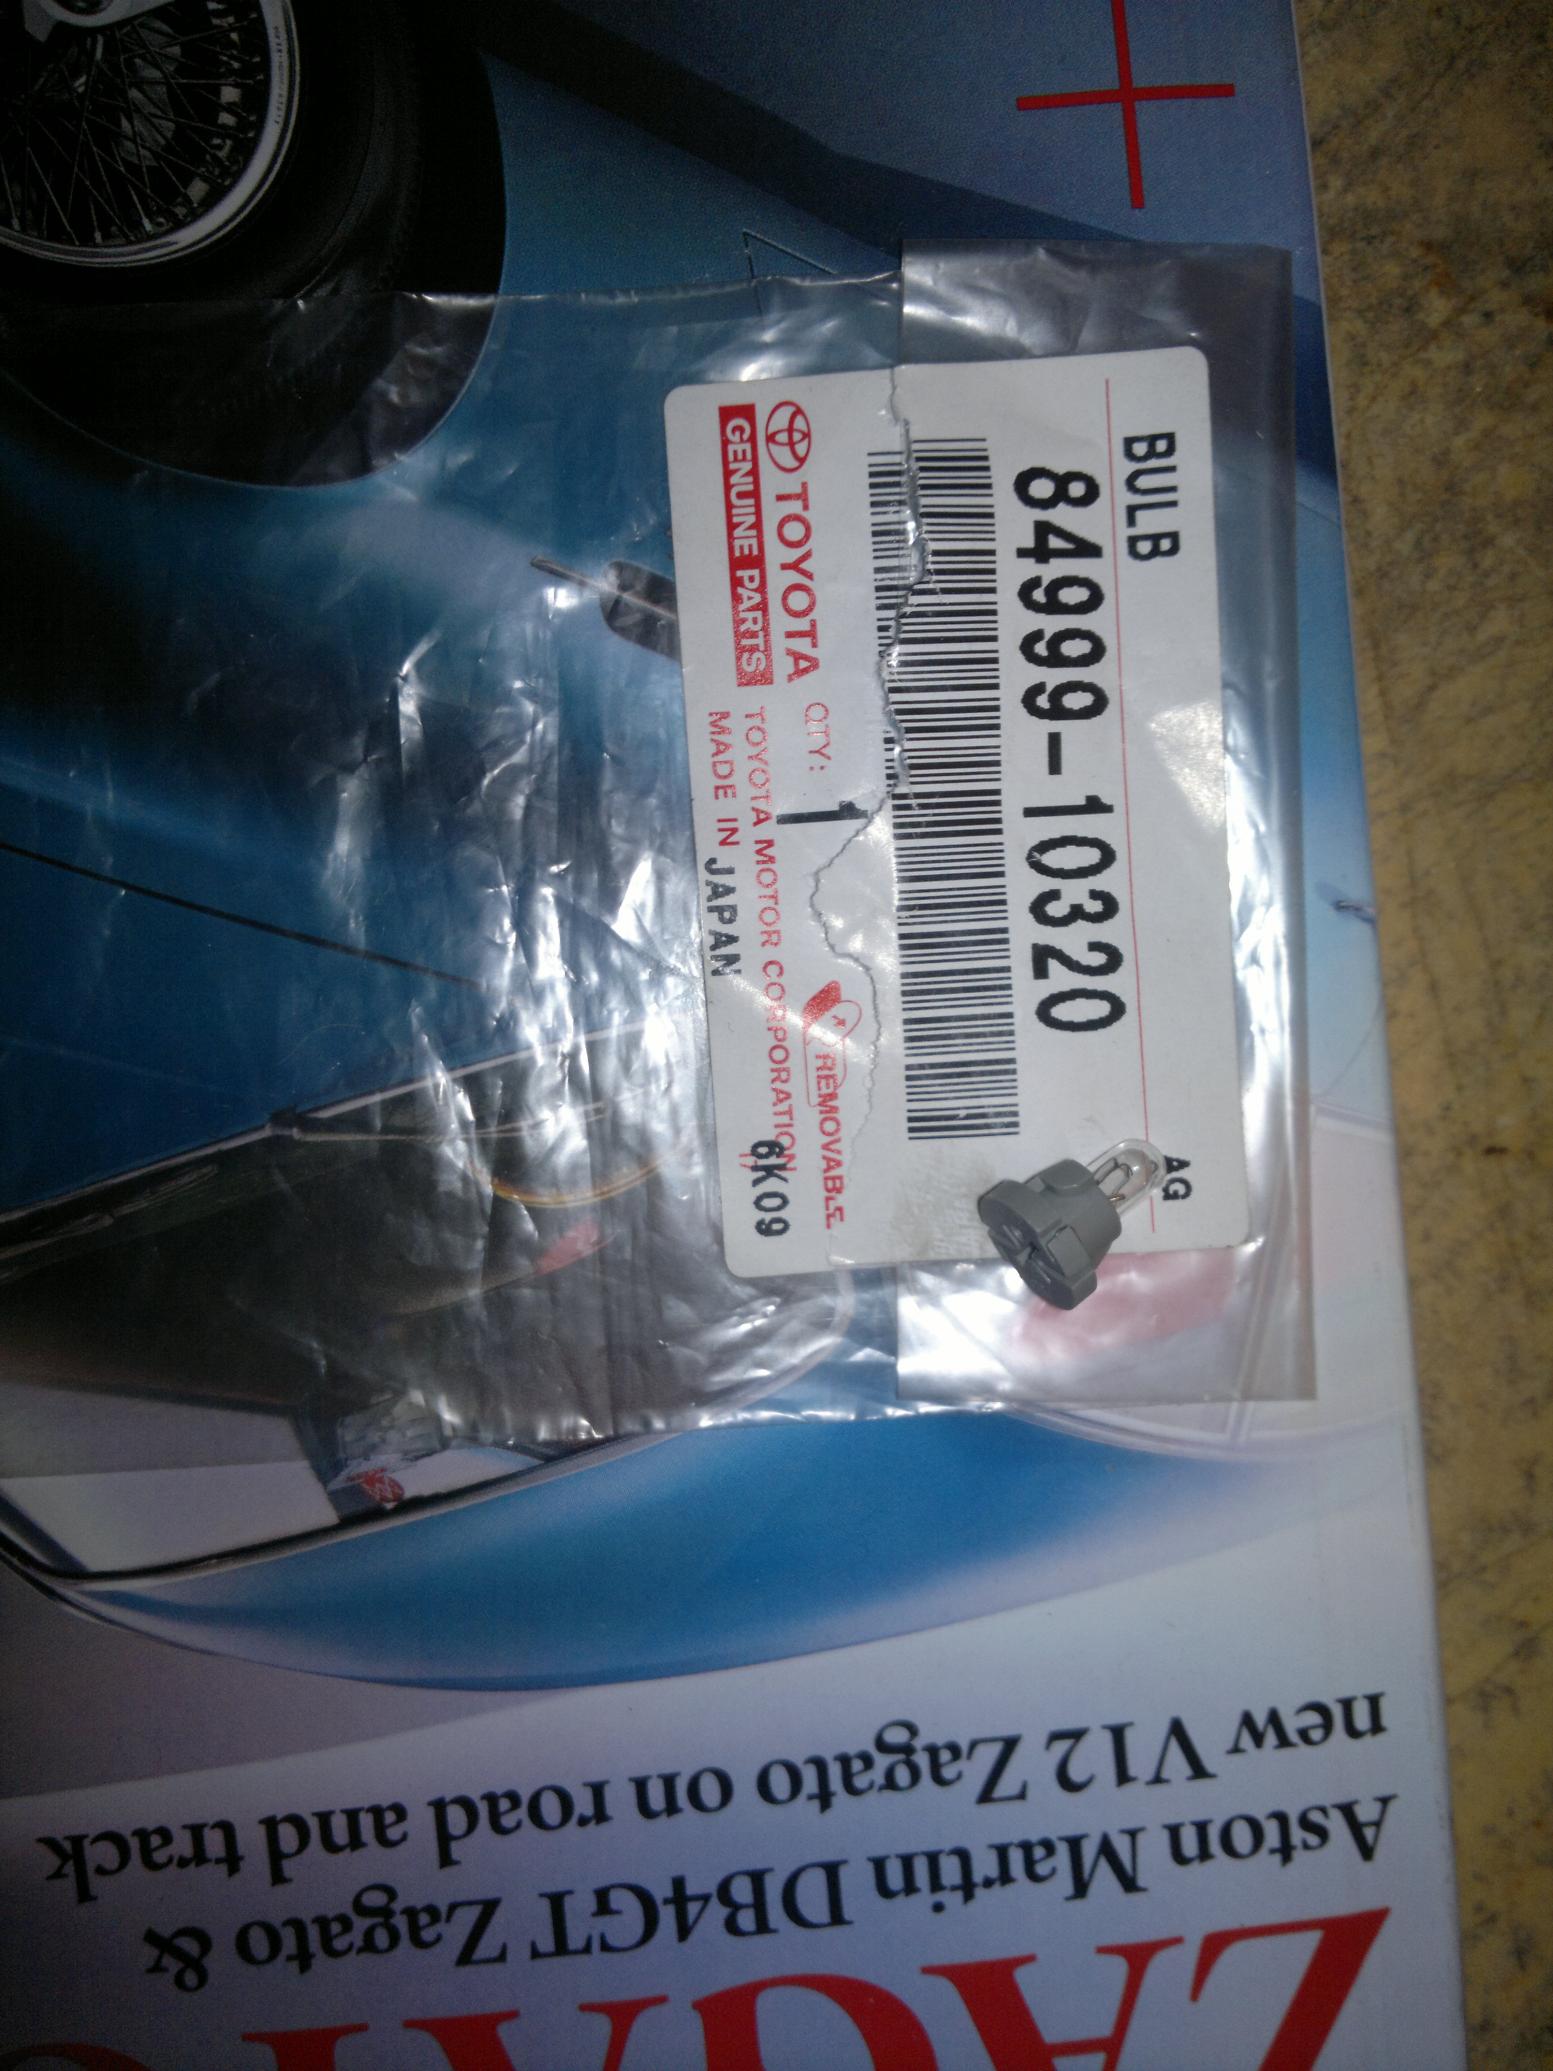 BULB
84999-10320
AG
TOYOTA
GENUINE PARTS
QTY: 1
REMOVABLE
TOYOTA MOTOR CORPORATION
MADE IN JAPAN
6K09
Aston Martin DB4GT Zagato &
new V12 Zagato on road and track